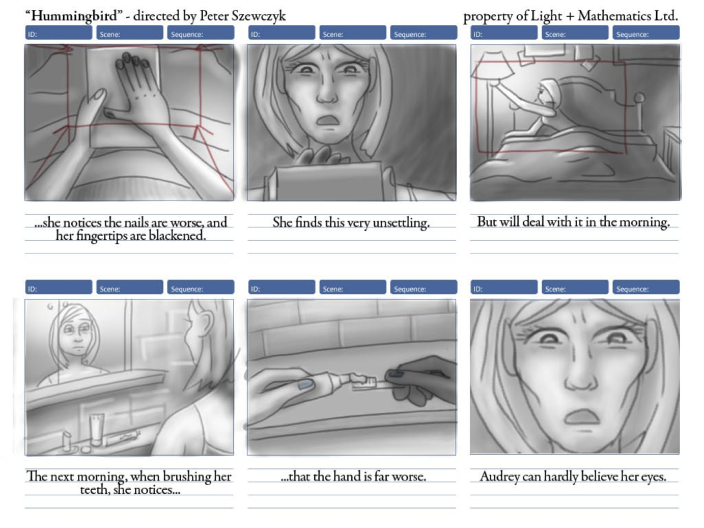 “Hummingbird” - directed by Peter Szewczyk
property of Light + Mathematics Ltd.
ID: Scene: Sequence:
ID: Scene: Sequence:
ID: Scene: Sequence:
...she notices the nails are worse, and
her fingertips are blackened.
She finds this very unsettling.
But will deal with it in the morning.
ID: Scene: Sequence:
ID: Scene: Sequence:
ID: Scene: Sequence:
The next morning, when brushing her
teeth, she notices...
...that the hand is far worse.
Audrey can hardly believe her eyes.